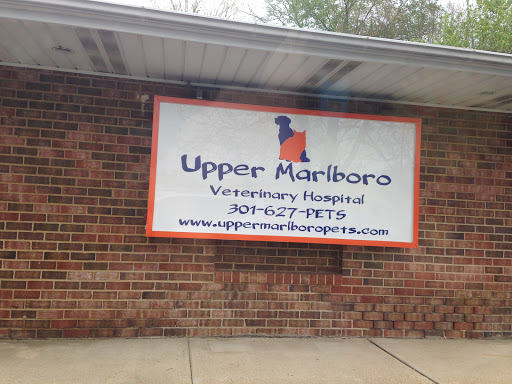 Upper Marlboro
Veterinary Hospital
301-627-PETS
www.uppermarlboropets.com